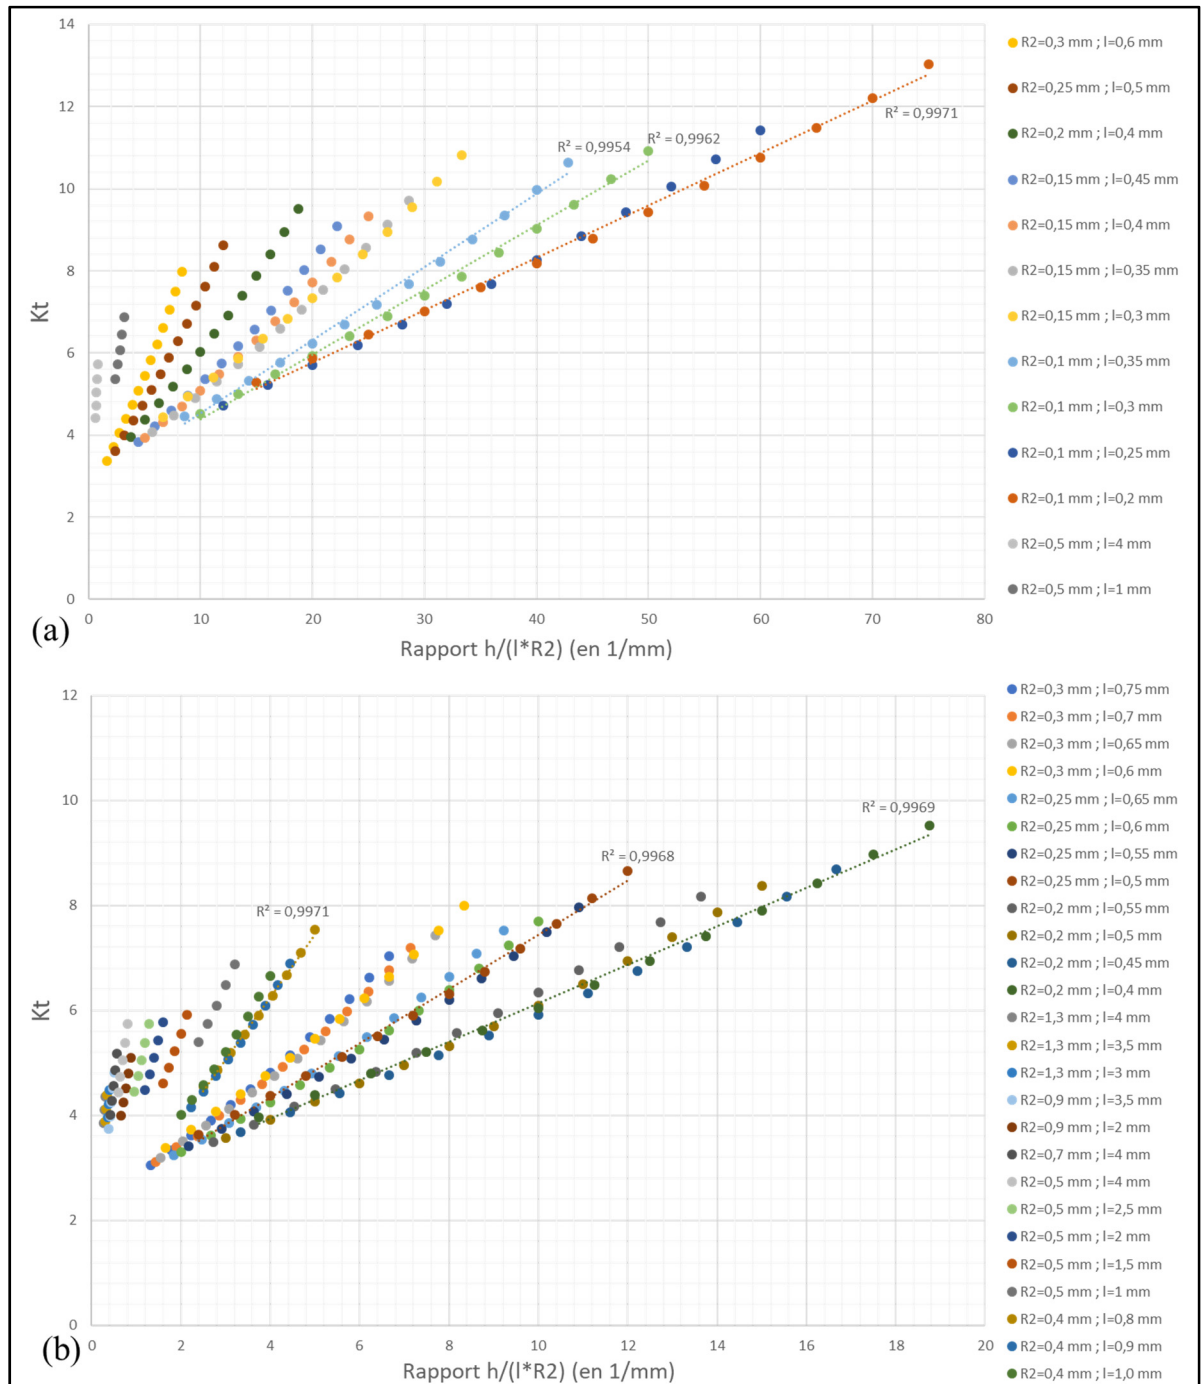 14
12
10
8
6
4
2
0
Kt
R² = 0,9954
R² = 0,9962
R² = 0,9971
0 10 20 30 40 50 60 70 80
Rapport h/(l*R2) (en 1/mm)
(a)
R2=0,3 mm ; l=0,6 mm
R2=0,25 mm ; l=0,5 mm
R2=0,2 mm ; l=0,4 mm
R2=0,15 mm ; l=0,45 mm
R2=0,15 mm ; l=0,4 mm
R2=0,15 mm ; l=0,35 mm
R2=0,15 mm ; l=0,3 mm
R2=0,1 mm ; l=0,35 mm
R2=0,1 mm ; l=0,3 mm
R2=0,1 mm ; l=0,25 mm
R2=0,1 mm ; l=0,2 mm
R2=0,5 mm ; l=4 mm
R2=0,5 mm ; l=1 mm
12
10
8
6
4
2
0
Kt
R² = 0,9971
R² = 0,9968
R² = 0,9969
0 2 4 6 8 10 12 14 16 18 20
Rapport h/(l*R2) (en 1/mm)
(b)
R2=0,3 mm ; l=0,75 mm
R2=0,3 mm ; l=0,7 mm
R2=0,3 mm ; l=0,65 mm
R2=0,3 mm ; l=0,6 mm
R2=0,25 mm ; l=0,65 mm
R2=0,25 mm ; l=0,6 mm
R2=0,25 mm ; l=0,55 mm
R2=0,25 mm ; l=0,5 mm
R2=0,2 mm ; l=0,55 mm
R2=0,2 mm ; l=0,5 mm
R2=0,2 mm ; l=0,45 mm
R2=0,2 mm ; l=0,4 mm
R2=1,3 mm ; l=4 mm
R2=1,3 mm ; l=3,5 mm
R2=1,3 mm ; l=3 mm
R2=0,9 mm ; l=3,5 mm
R2=0,9 mm ; l=2 mm
R2=0,7 mm ; l=4 mm
R2=0,5 mm ; l=4 mm
R2=0,5 mm ; l=2,5 mm
R2=0,5 mm ; l=2 mm
R2=0,5 mm ; l=1,5 mm
R2=0,5 mm ; l=1 mm
R2=0,4 mm ; l=0,8 mm
R2=0,4 mm ; l=0,9 mm
R2=0,4 mm ; l=1,0 mm